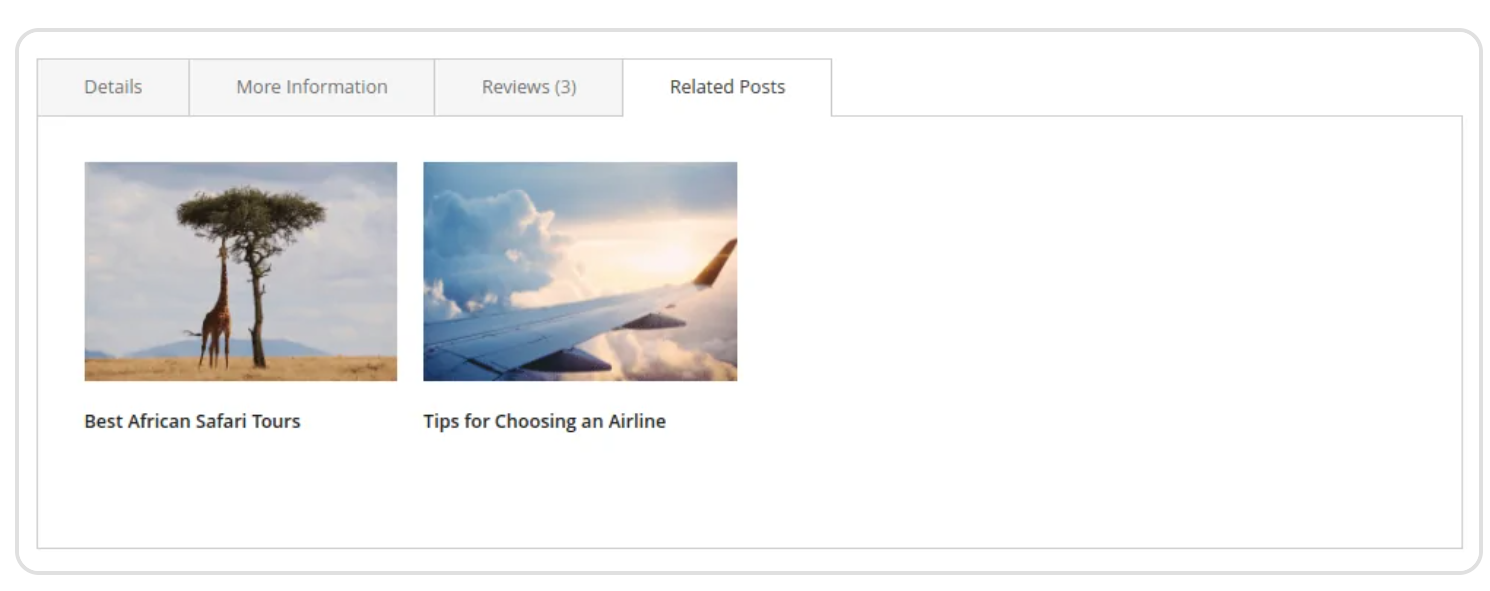 Details
More Information
Reviews (3)
Related Posts
Best African Safari Tours
Tips for Choosing an Airline